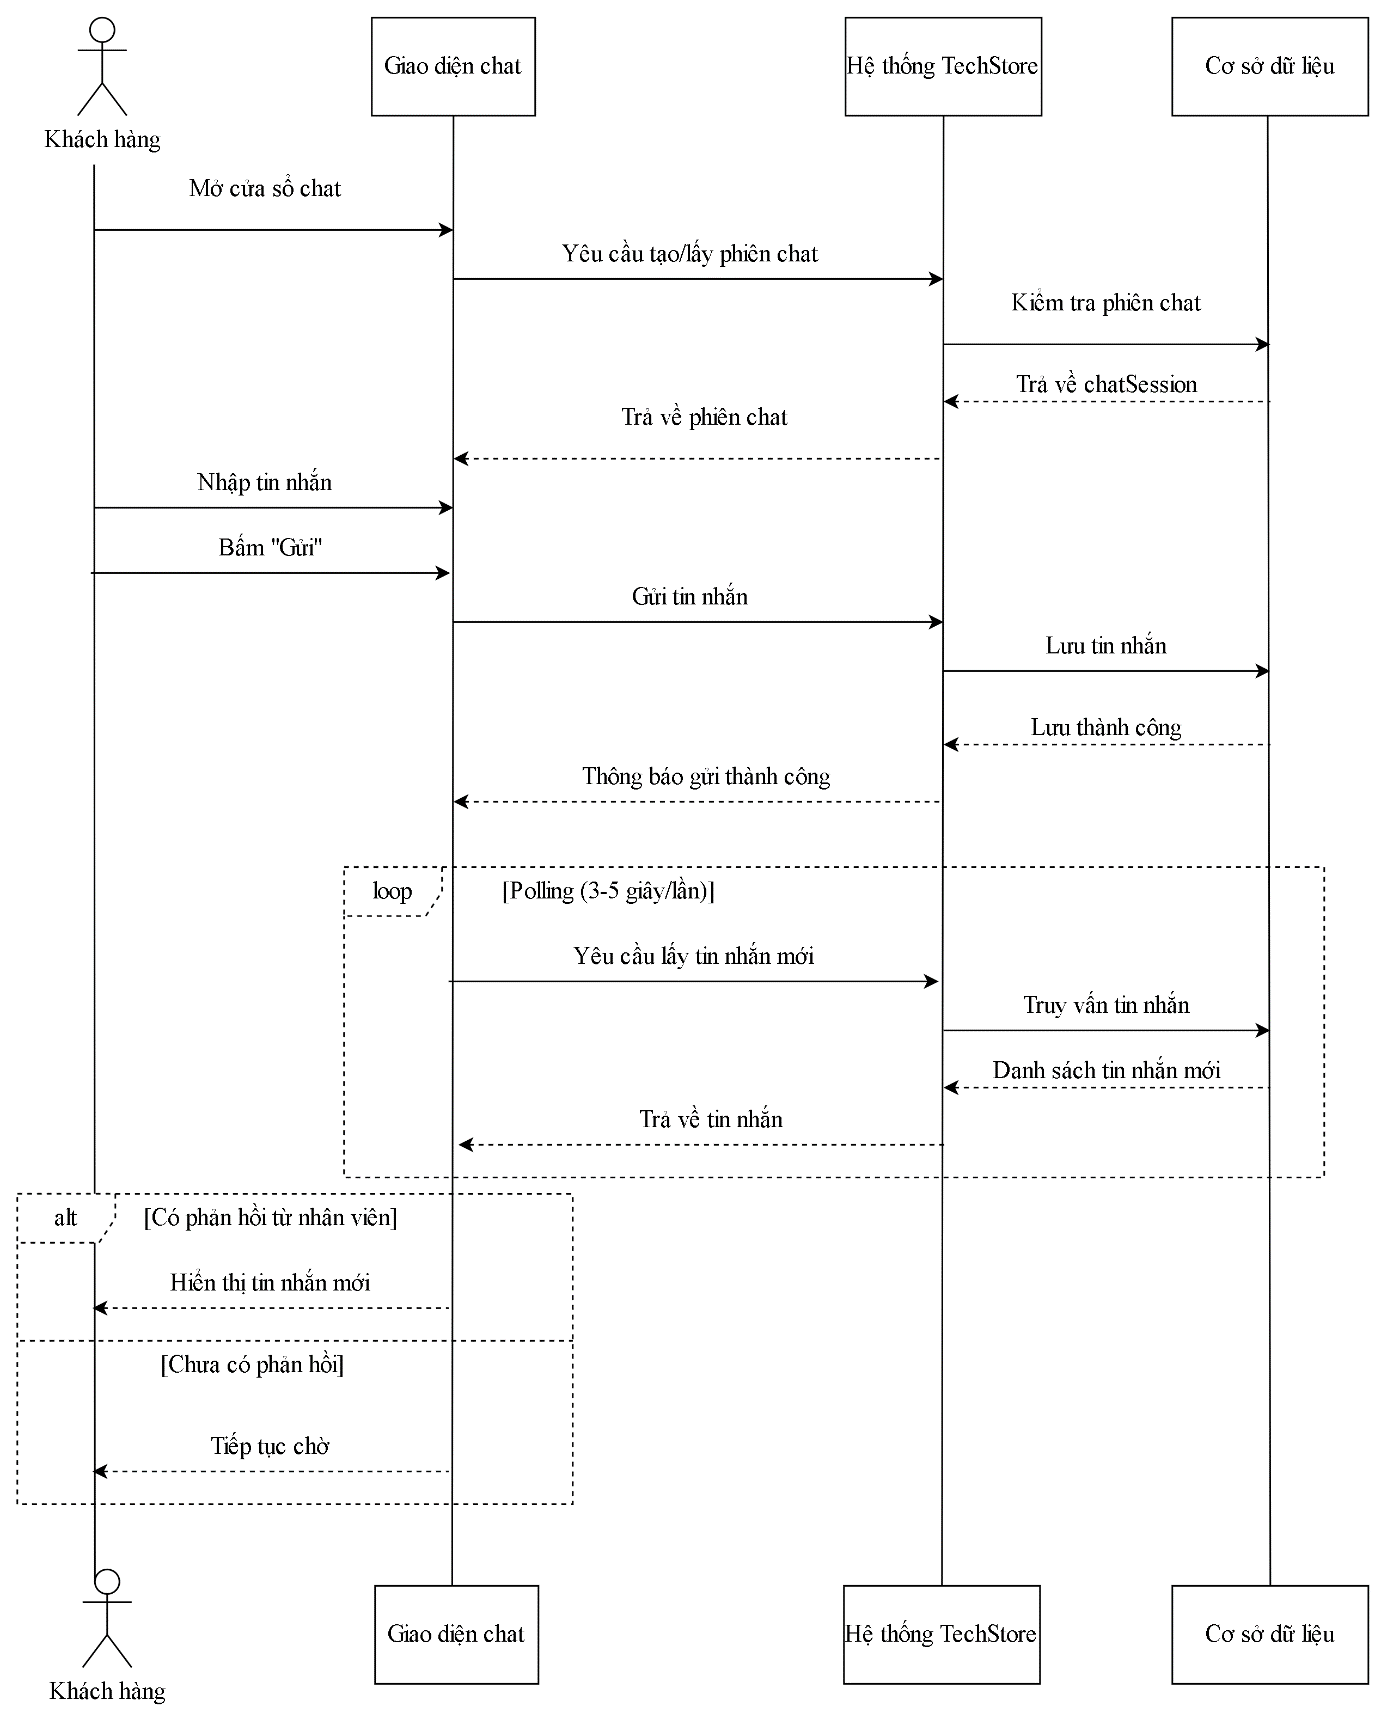 Giao diện chat
Hệ thống TechStore
Cơ sở dữ liệu
Khách hàng
Mở cửa sổ chat
Yêu cầu tạo/lấy phiên chat
Kiểm tra phiên chat
Trả về chatSession
Trả về phiên chat
Nhập tin nhắn
Bấm "Gửi"
Gửi tin nhắn
Lưu tin nhắn
Lưu thành công
Thông báo gửi thành công
loop
[Polling (3-5 giây/lần)]
Yêu cầu lấy tin nhắn mới
Truy vấn tin nhắn
Danh sách tin nhắn mới
Trả về tin nhắn
alt
[Có phản hồi từ nhân viên]
Hiển thị tin nhắn mới
[Chưa có phản hồi]
Tiếp tục chờ
Giao diện chat
Hệ thống TechStore
Cơ sở dữ liệu
Khách hàng